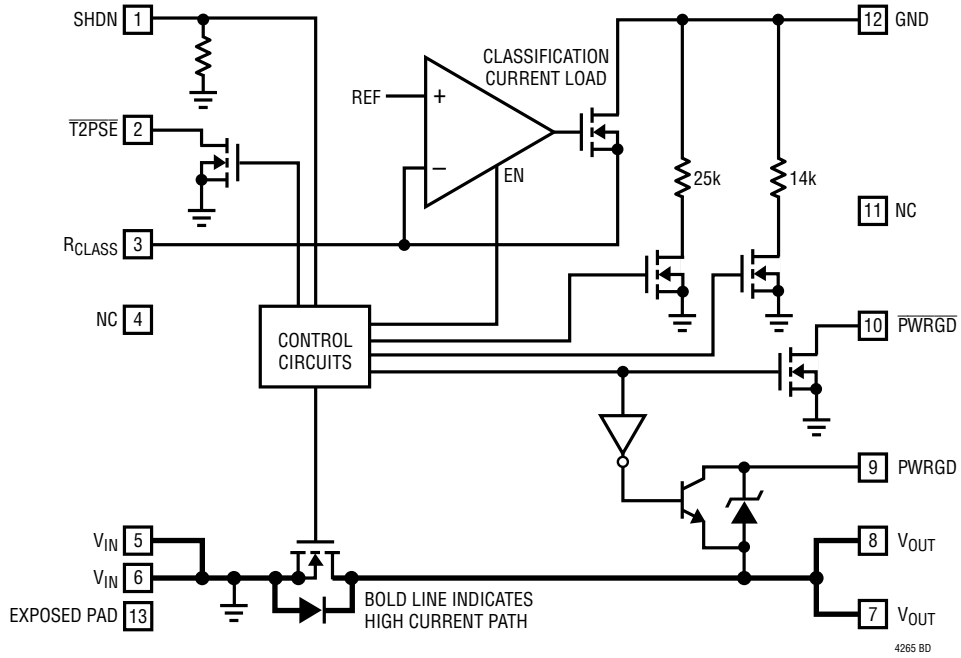 SHDN 1
12 GND
CLASSIFICATION
CURRENT LOAD
REF
+
T2PSE 2
−
EN
25k
14k
11 NC
RCLASS 3
NC 4
10 PWRGD
CONTROL
CIRCUITS
9 PWRGD
VIN 5
8 VOUT
VIN 6
BOLD LINE INDICATES
HIGH CURRENT PATH
EXPOSED PAD 13
7 VOUT
4265 BD